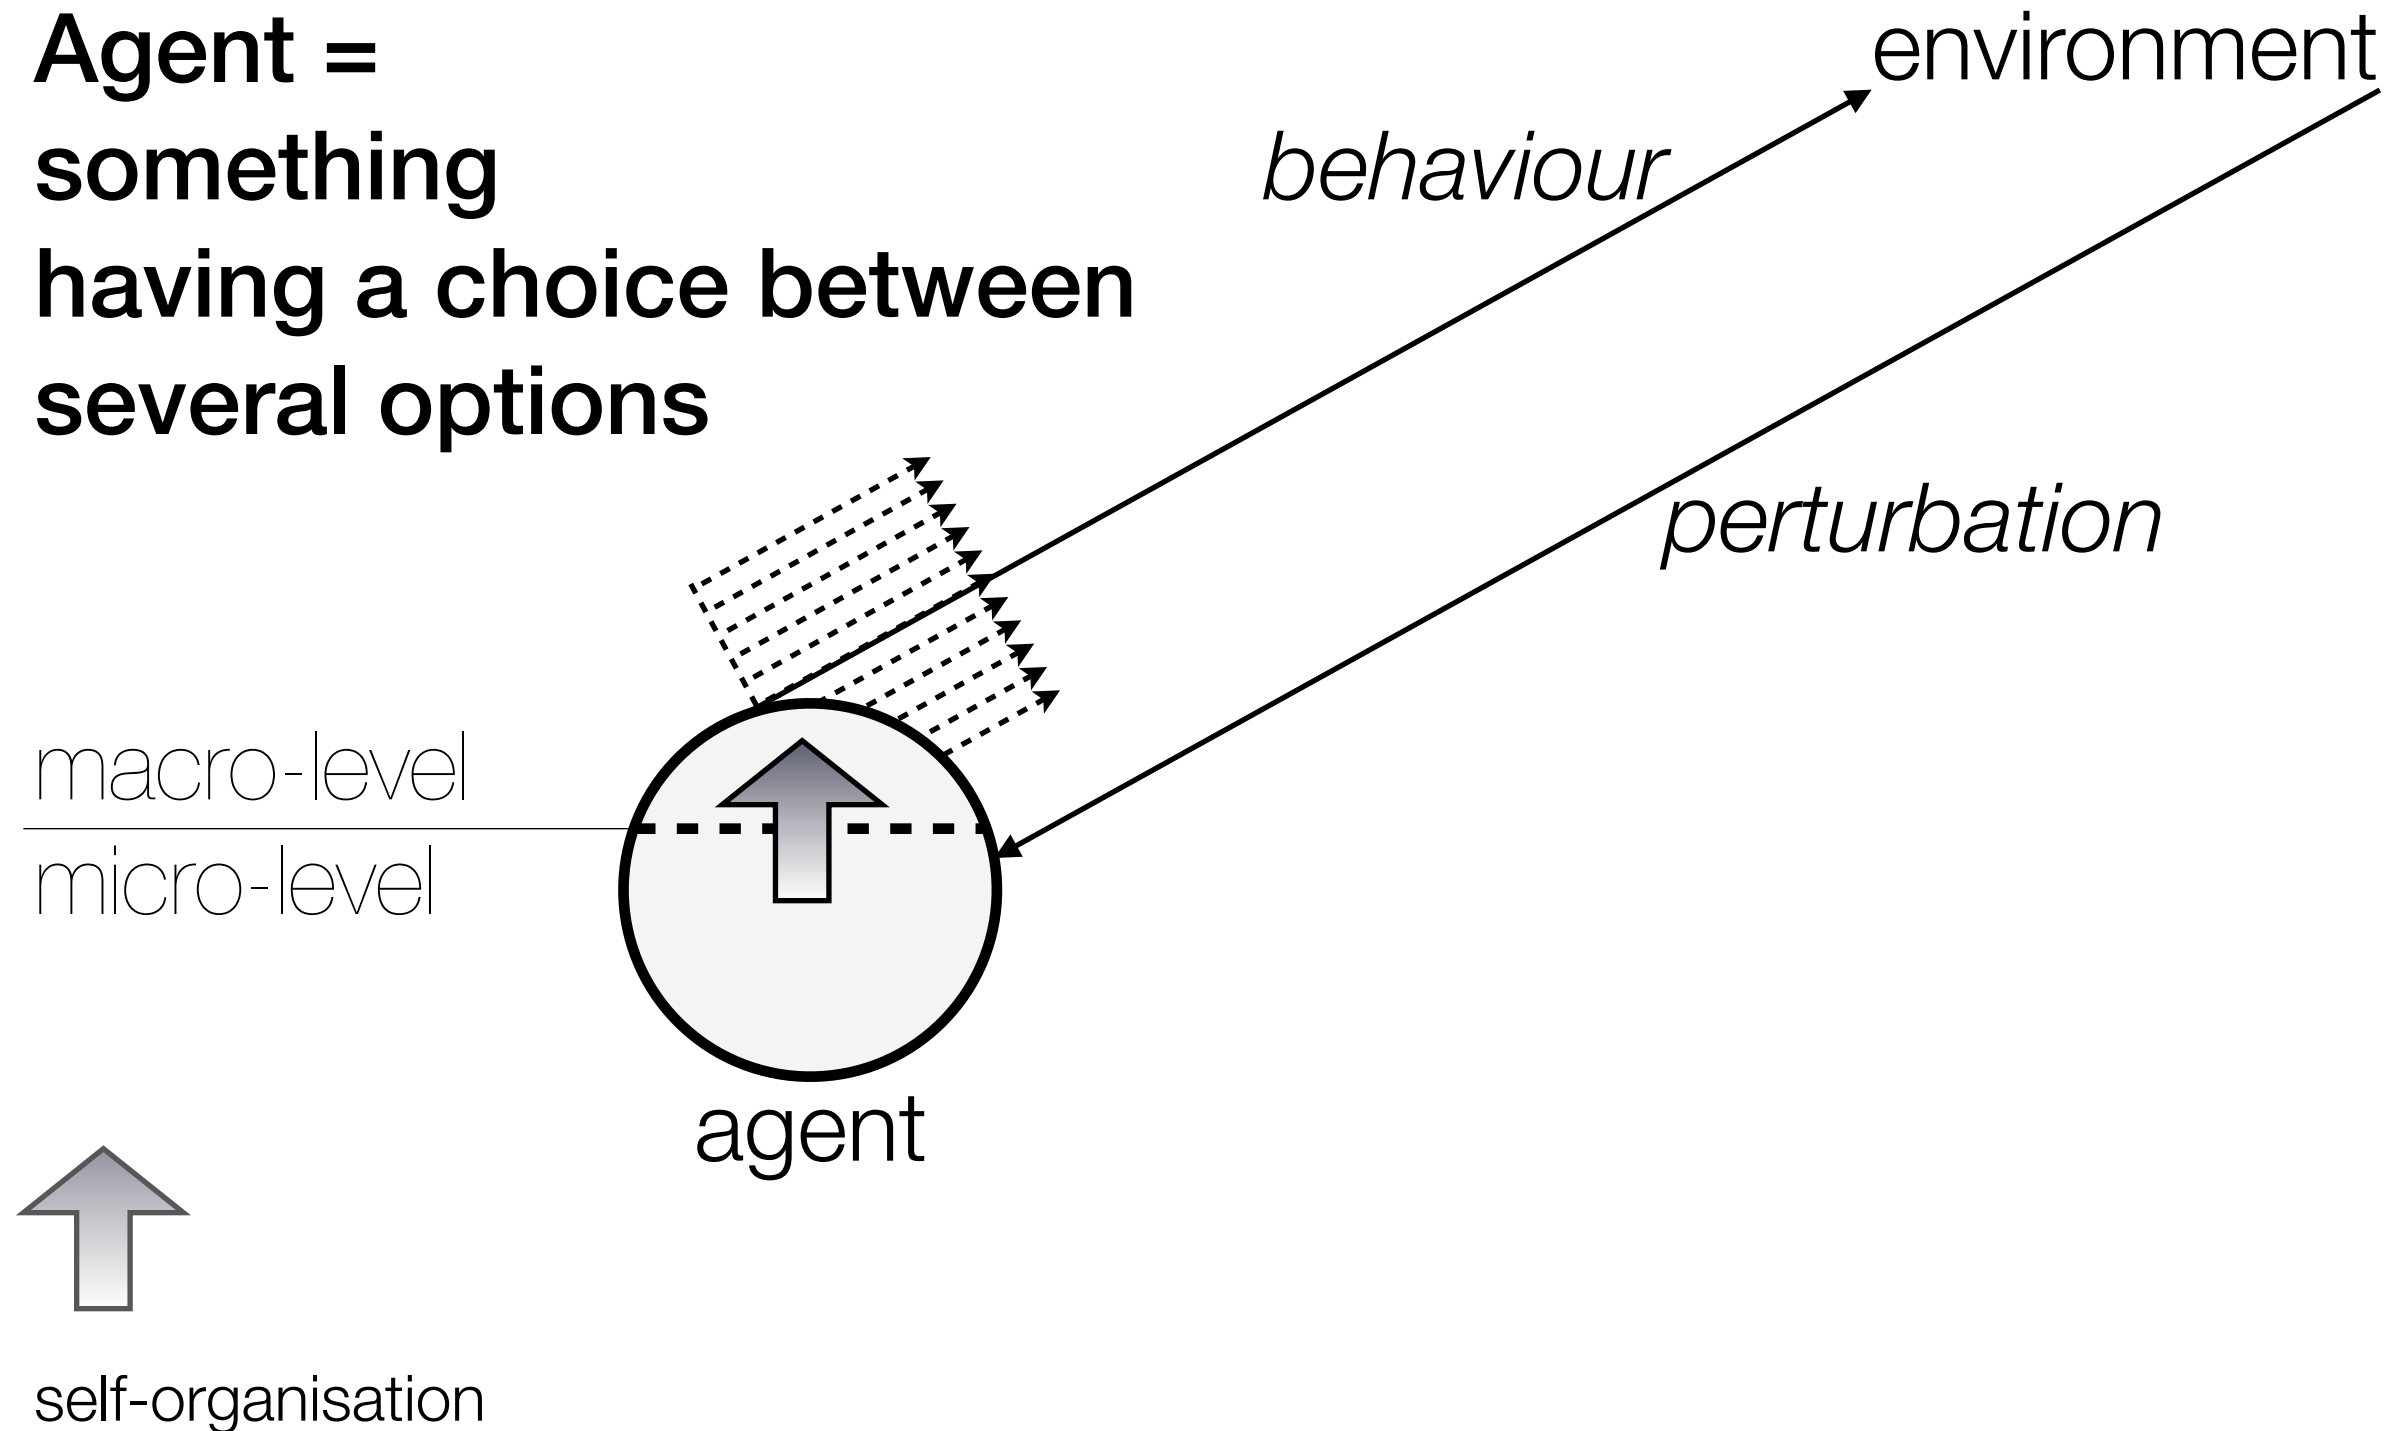 Agent =
something
having a choice between
several options
environment
behaviour
perturbation
macro-level
micro-level
agent
self-organisation